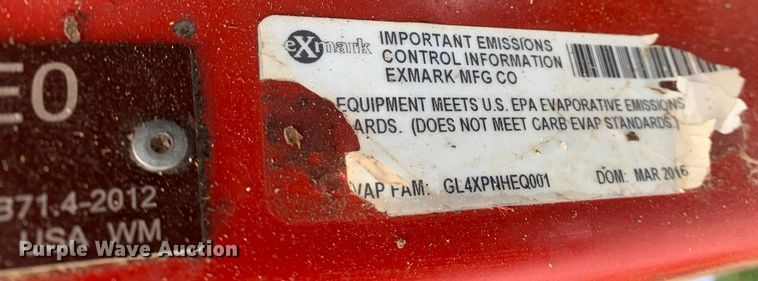 E0
B71.4-2012
USA WM
eXmark
IMPORTANT EMISSIONS
CONTROL INFORMATION
EXMARK MFG CO
EQUIPMENT MEETS U.S. EPA EVAPORATIVE EMISSIONS
ARDS. (DOES NOT MEET CARB EVAP STANDARDS.)
VAP FAM: GL4XPNHEQ001 DOM: MAR 2016
Purple Wave Auction